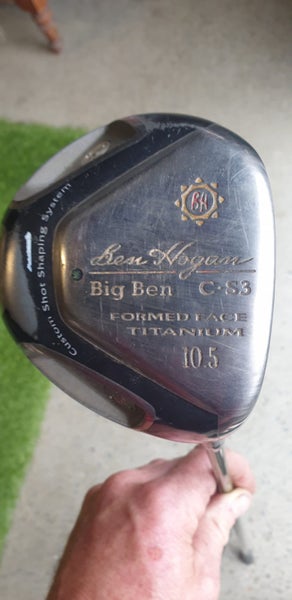 BH
Ben Hogan
Big Ben C-S3
FORMED FACE
TITANIUM
10.5
Custom Shot Shaping System